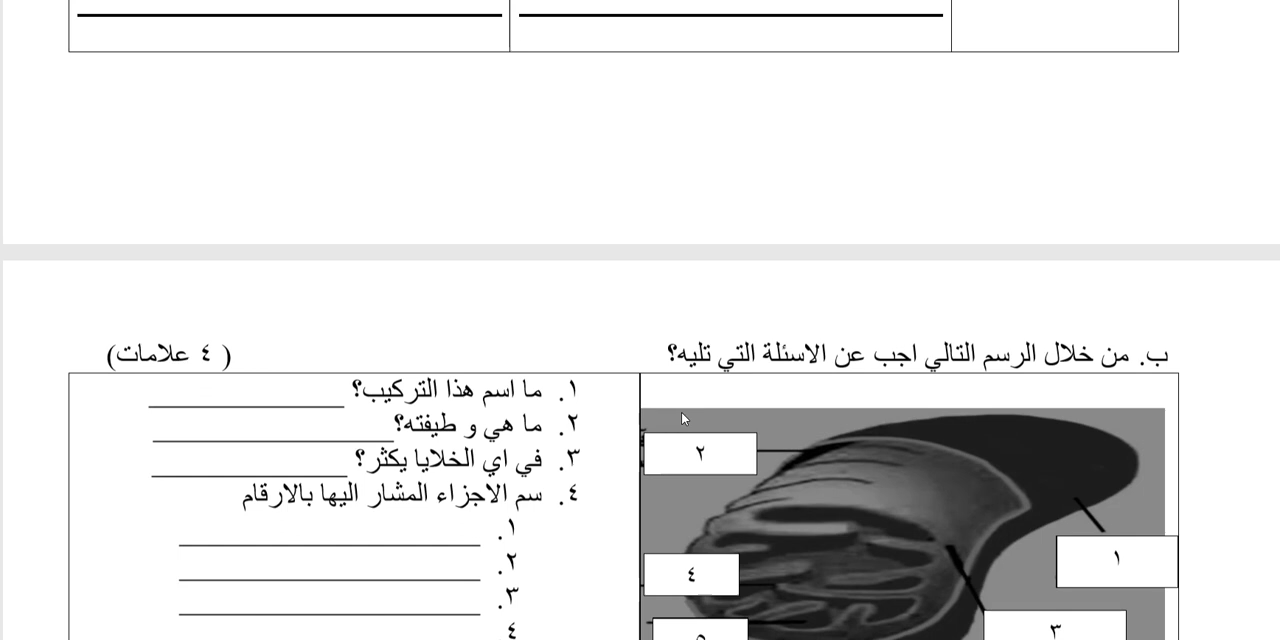 ب. من خلال الرسم التالي اجب عن الاسئلة التي تليه؟ ( ٤ علامات)
١. ما اسم هذا التركيب؟
٢. ما هي و طيفته؟
٣. في اي الخلايا يكثر؟
٤. سم الاجزاء المشار اليها بالارقام
١.
٢.
٣.
٤.
٢
١
٤
٣